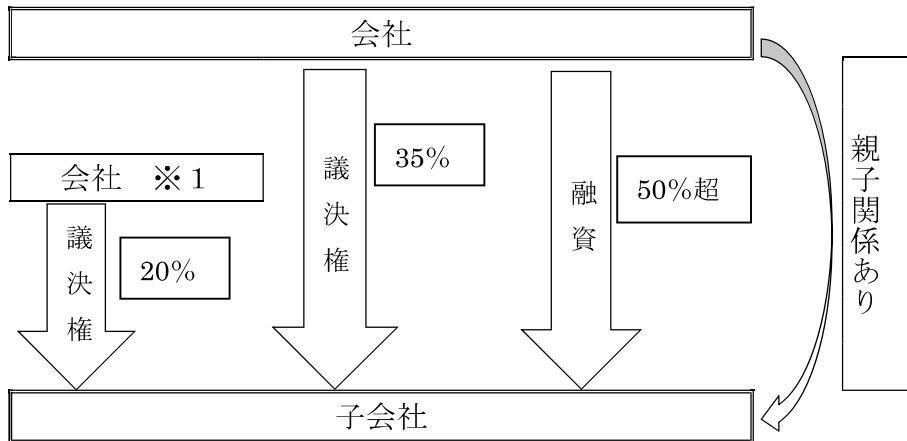 会社
会社 ※1
議決権
20%
議決権
35%
融資
50%超
親子関係あり
子会社